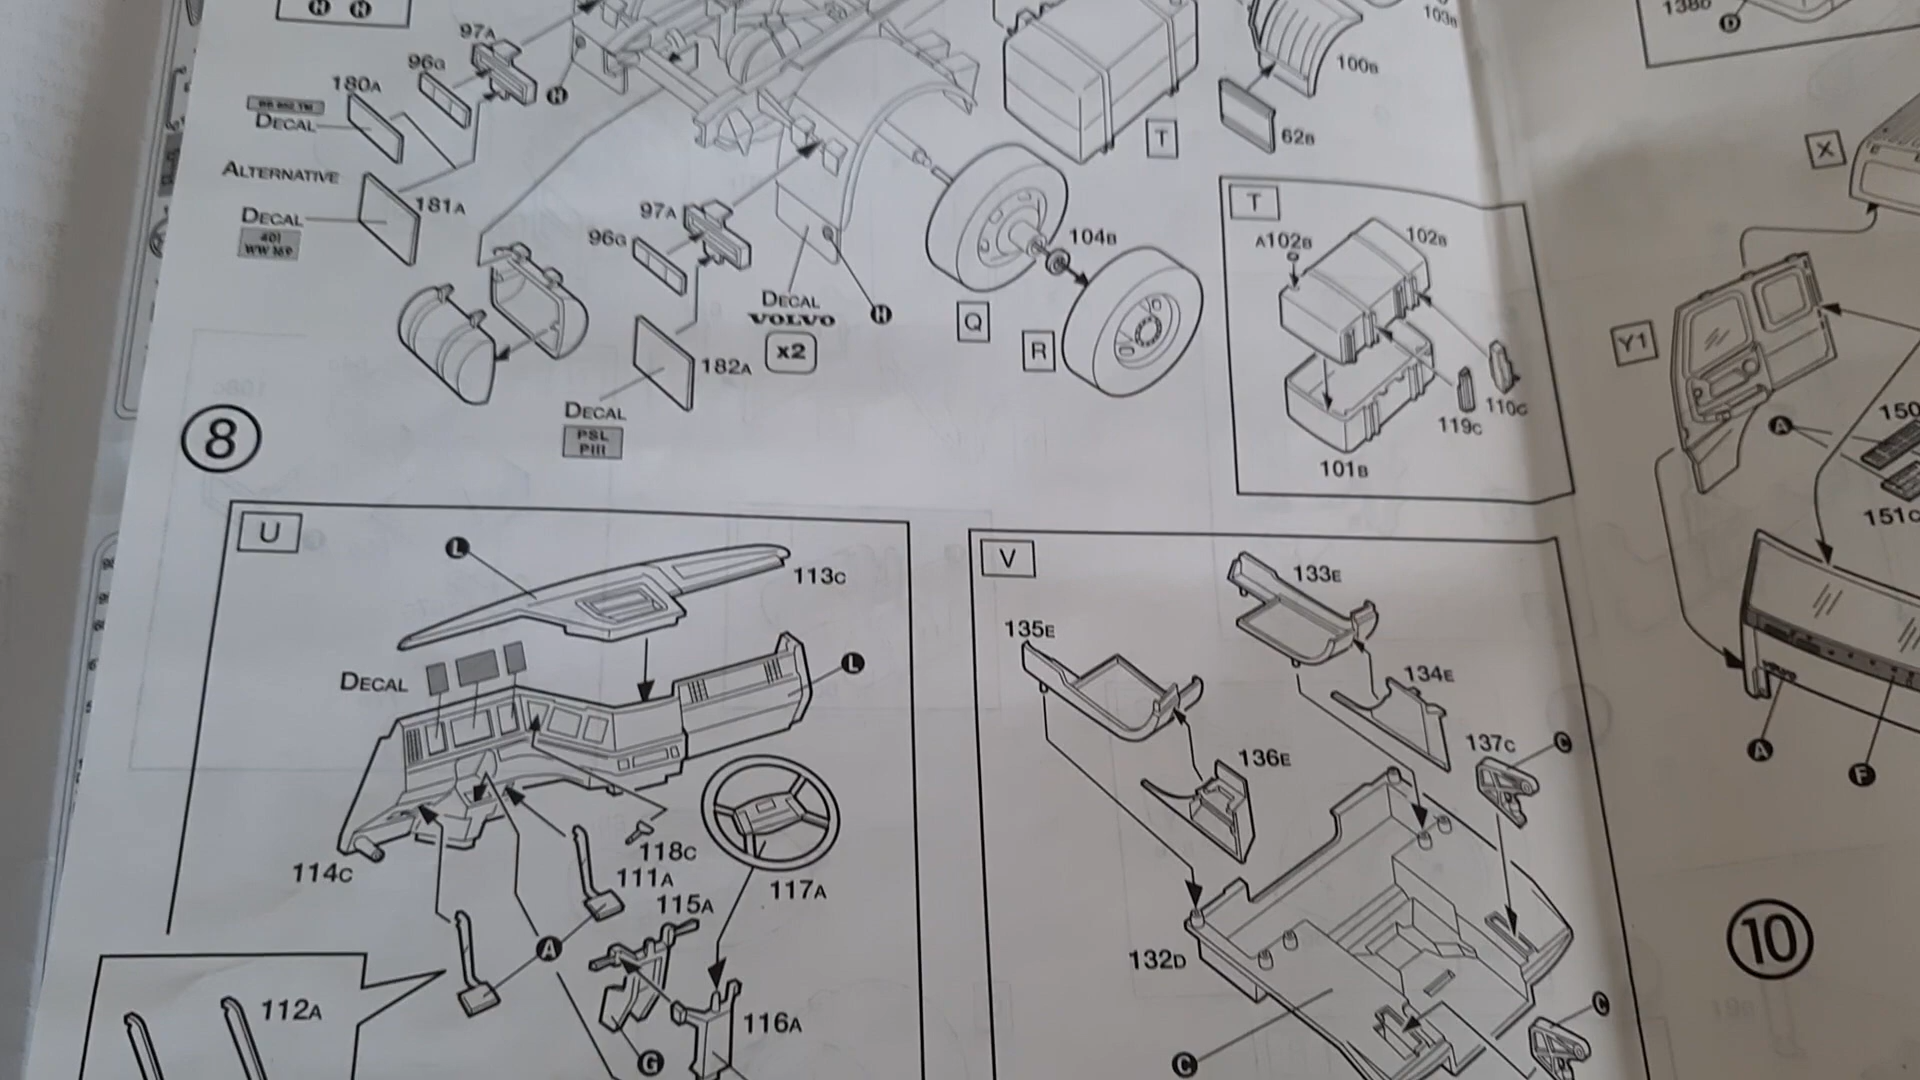 H H
97A
96G
180A
DECAL
H
ALTERNATIVE
DECAL
401
WW 169
181A
97A
96G
DECAL
VOLVO
x2
H
182A
DECAL
PSL
PIII
104B
Q
R
T
103B
100B
62B
T
A102B
102B
119C
110C
101B
138D
D
X
Y1
A
150
151C
A
F
8
U
L
113C
DECAL
L
114C
118C
111A
117A
115A
A
112A
116A
G
V
133E
135E
134E
136E
137C
C
132D
C
C
10